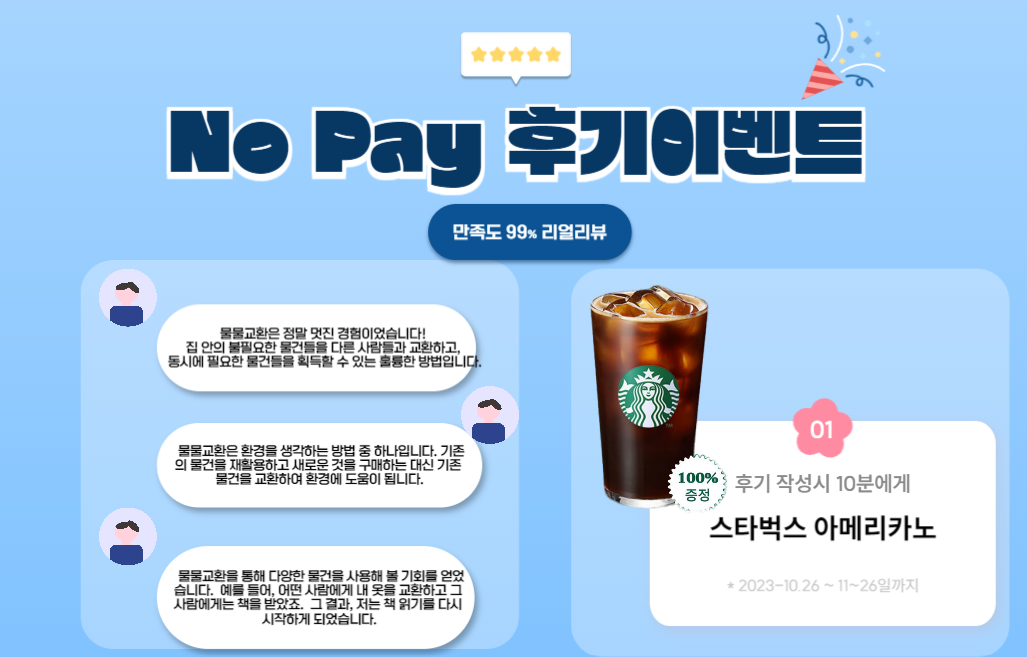 No Pay 후기이벤트
만족도 99% 리얼리뷰
물물교환은 정말 멋진 경험이었습니다!
집 안의 불필요한 물건들을 다른 사람들과 교환하고,
동시에 필요한 물건들을 획득할 수 있는 훌륭한 방법입니다.
물물교환은 환경을 생각하는 방법 중 하나입니다. 기존
의 물건을 재활용하고 새로운 것을 구매하는 대신 기존
물건을 교환하여 환경에 도움이 됩니다.
물물교환을 통해 다양한 물건을 사용해 볼 기회를 얻었
습니다. 예를 들어, 어떤 사람에게 내 옷을 교환하고 그
사람에게는 책을 받았죠. 그 결과, 저는 책 읽기를 다시
시작하게 되었습니다.
01
100%
증정
후기 작성시 10분에게
스타벅스 아메리카노
* 2023-10.26 ~ 11-26일까지